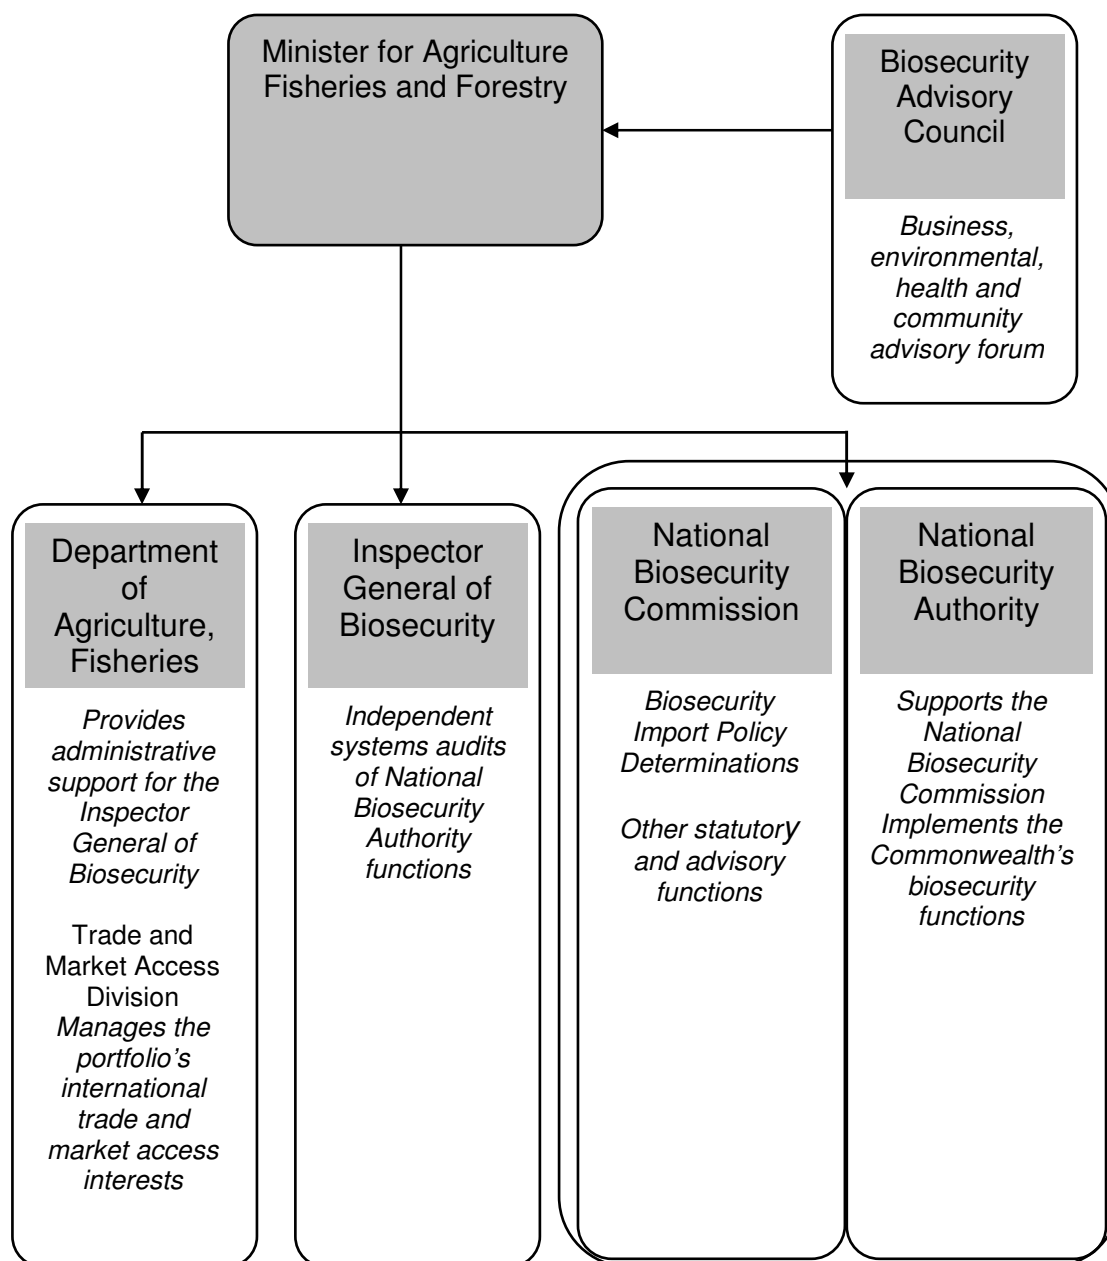 Minister for Agriculture
Fisheries and Forestry
Biosecurity
Advisory
Council
Business,
environmental,
health and
community
advisory forum
Department
of
Agriculture,
Fisheries
Provides
administrative
support for the
Inspector
General of
Biosecurity
Trade and
Market Access
Division
Manages the
portfolio’s
international
trade and
market access
interests
Inspector
General of
Biosecurity
Independent
systems audits
of National
Biosecurity
Authority
functions
National
Biosecurity
Commission
Biosecurity
Import Policy
Determinations
Other statutory
and advisory
functions
National
Biosecurity
Authority
Supports the
National
Biosecurity
Commission
Implements the
Commonwealth’s
biosecurity
functions